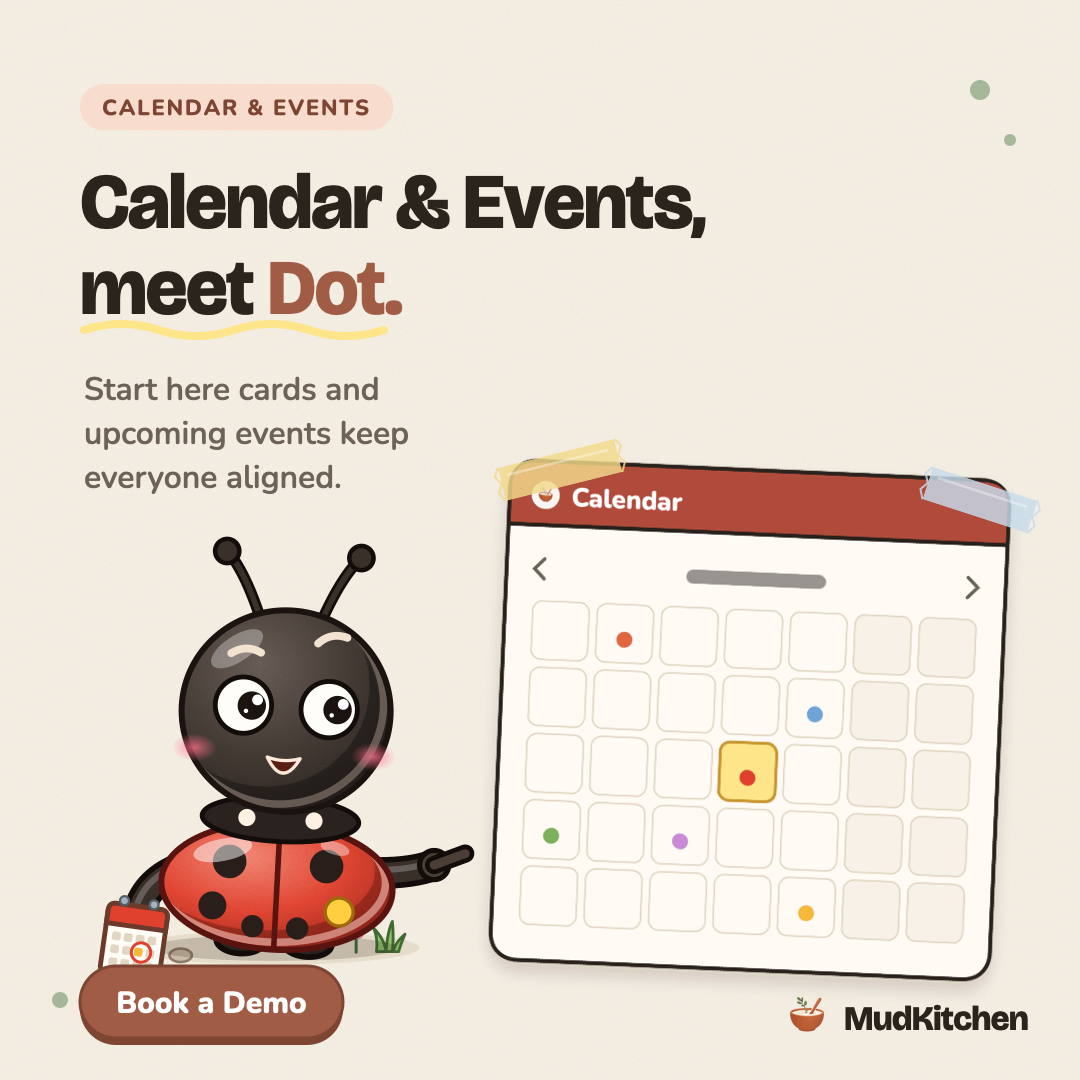 CALENDAR & EVENTS
Calendar & Events,
meet Dot.
Start here cards and
upcoming events keep
everyone aligned.
Calendar
Book a Demo
MudKitchen